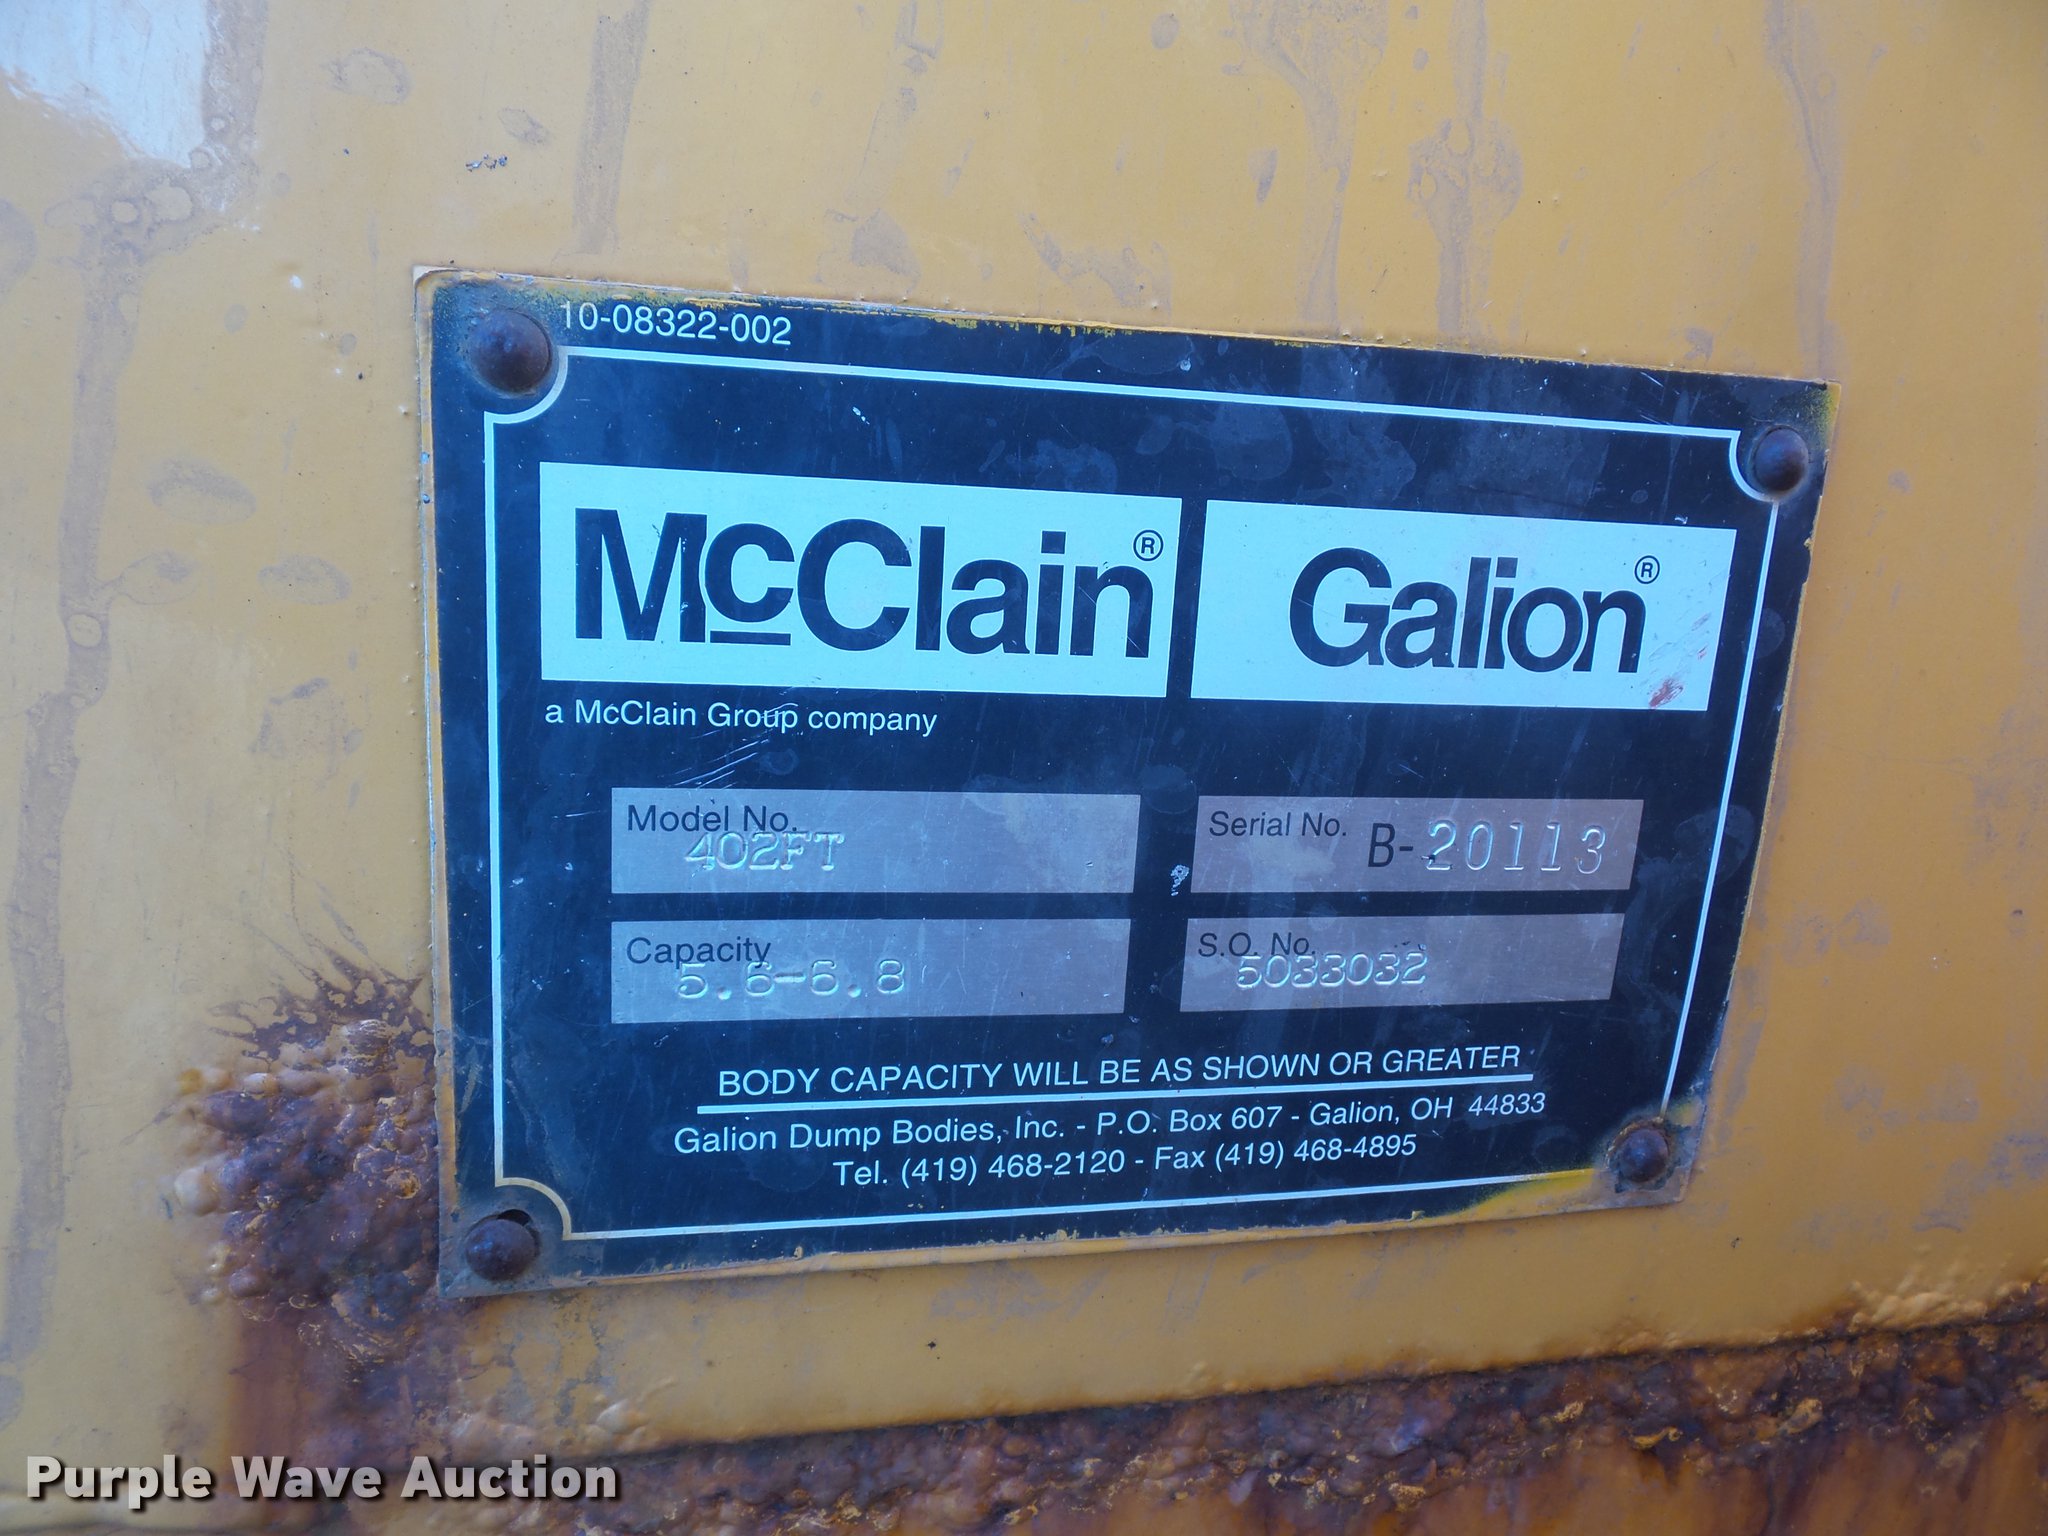 10-08322-002
McClain® Galion®
a McClain Group company
Model No. 402FT
Serial No. B-20113
Capacity 5.6-6.8
S.O. No. 5033032
BODY CAPACITY WILL BE AS SHOWN OR GREATER
Galion Dump Bodies, Inc. - P.O. Box 607 - Galion, OH 44833
Tel. (419) 468-2120 - Fax (419) 468-4895
Purple Wave Auction